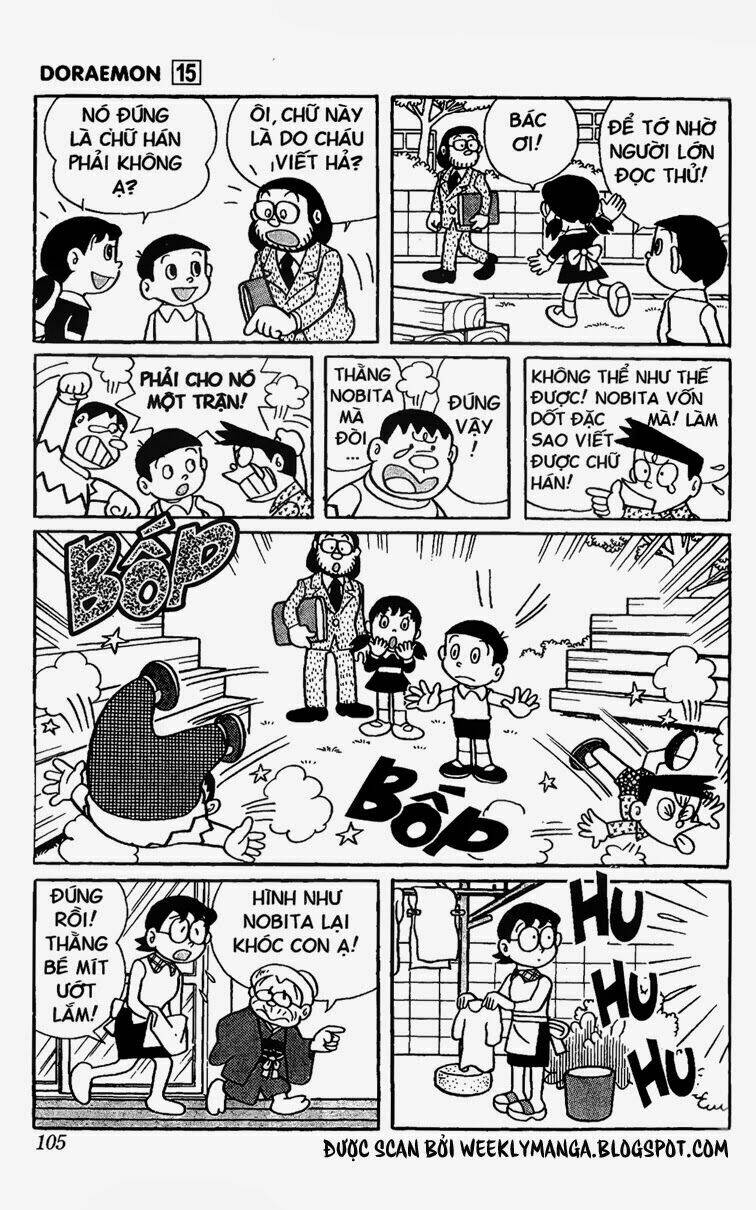 DORAEMON 15
ĐỂ TỚ NHỜ
NGƯỜI LỚN
ĐỌC THỬ!
BÁC
ƠI!
ÔI, CHỮ NÀY
LÀ DO CHÁU
VIẾT HẢ?
NÓ ĐÚNG
LÀ CHỮ HÁN
PHẢI KHÔNG
Ạ?
KHÔNG THỂ NHƯ THẾ
ĐƯỢC! NOBITA VỐN
DỐT ĐẶC MÀ! LÀM
SAO VIẾT
ĐƯỢC CHỮ
HÁN!
ĐÚNG
VẬY
!
THẰNG
NOBITA
MÀ
ĐÒI
...
PHẢI CHO NÓ
MỘT TRẬN!
BỐP
BỐP
HU
HU
HU
HÌNH NHƯ
NOBITA LẠI
KHÓC CON Ạ!
ĐÚNG
RỒI!
THẰNG
BÉ MÍT
ƯỚT
LẮM!
105
ĐƯỢC SCAN BỞI WEEKLYMANGA.BLOGSPOT.COM